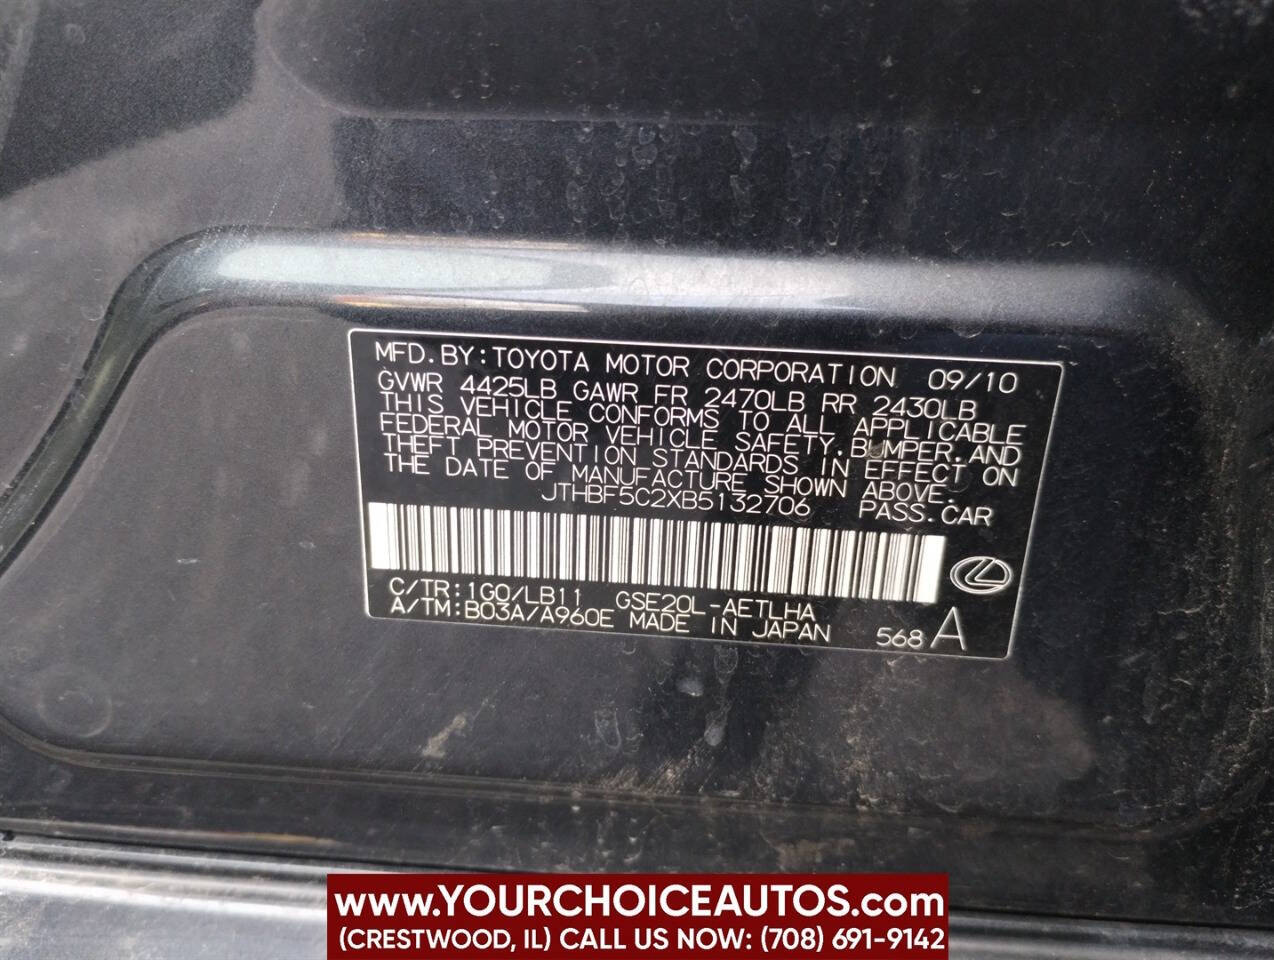 MFD.BY:TOYOTA MOTOR CORPORATION 09/10
GVWR 4425LB GAWR FR 2470LB RR 2430LB
THIS VEHICLE CONFORMS TO ALL APPLICABLE
FEDERAL MOTOR VEHICLE SAFETY,BUMPER,AND
THEFT PREVENTION STANDARDS IN EFFECT ON
THE DATE OF MANUFACTURE SHOWN ABOVE.
JTHBF5C2XB5132706 PASS.CAR
C/TR:1G0/LB11 GSE20L-AETLHA
A/TM:B03A/A960E MADE IN JAPAN 568 A
www.YOURCHOICEAUTOS.com
(CRESTWOOD, IL) CALL US NOW: (708) 691-9142